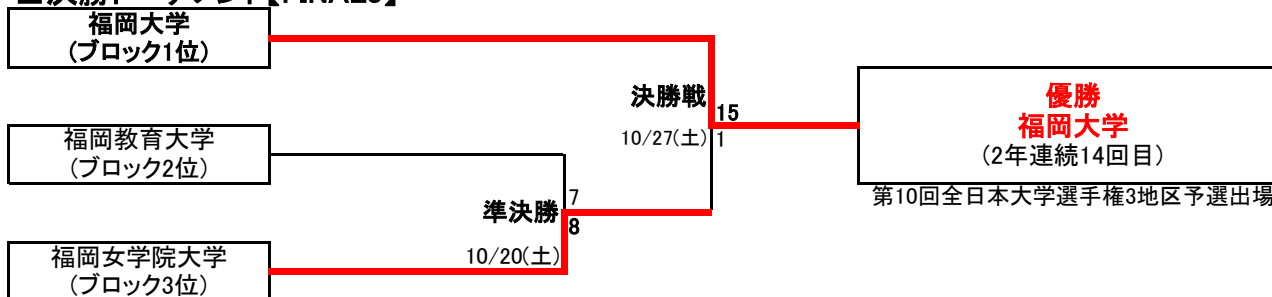 福岡大学
(ブロック1位)
決勝戦
15
10/27(土)
1
優勝
福岡大学
(2年連続14回目)
第10回全日本大学選手権3地区予選出場
福岡教育大学
(ブロック2位)
準決勝
7
8
10/20(土)
福岡女学院大学
(ブロック3位)